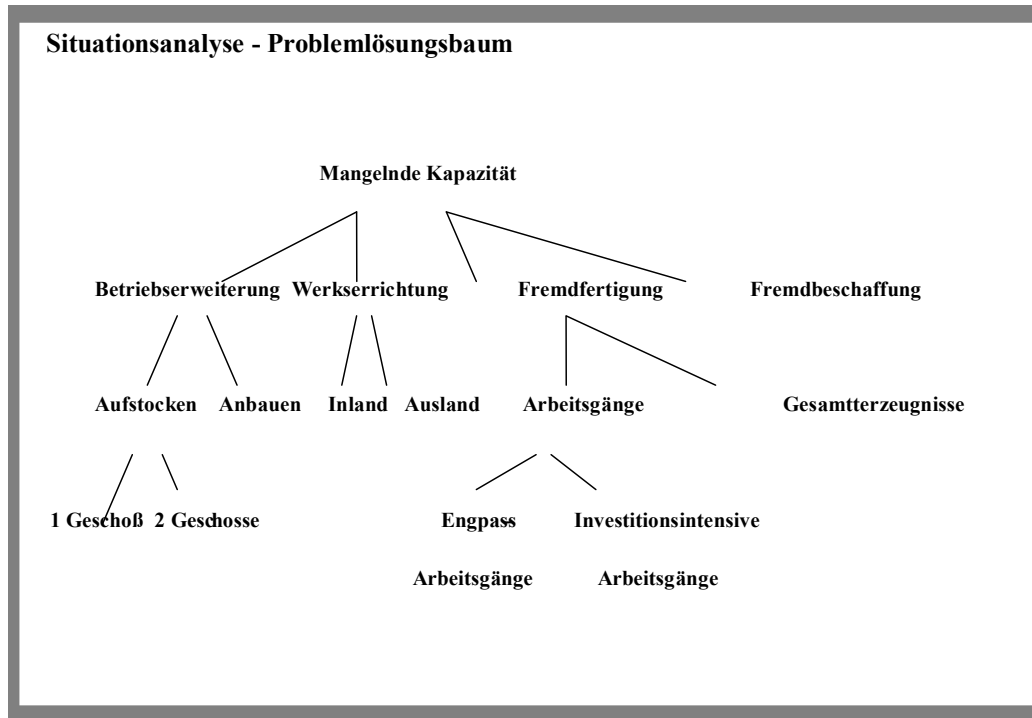 Situationsanalyse - Problemlösungsbaum
Mangelnde Kapazität
Betriebserweiterung Werkserrichtung Fremdfertigung Fremdbeschaffung
Aufstocken Anbauen Inland Ausland Arbeitsgänge Gesamtterzeugnisse
1 Geschoß 2 Geschosse Engpass- Investitionsintensive
Arbeitsgänge Arbeitsgänge